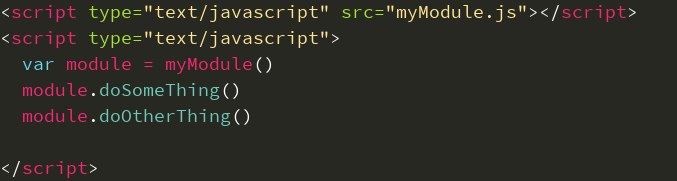 <script type="text/javascript" src="myModule.js"></script>
<script type="text/javascript">
var module = myModule()
module.doSomeThing()
module.doOtherThing()
</script>